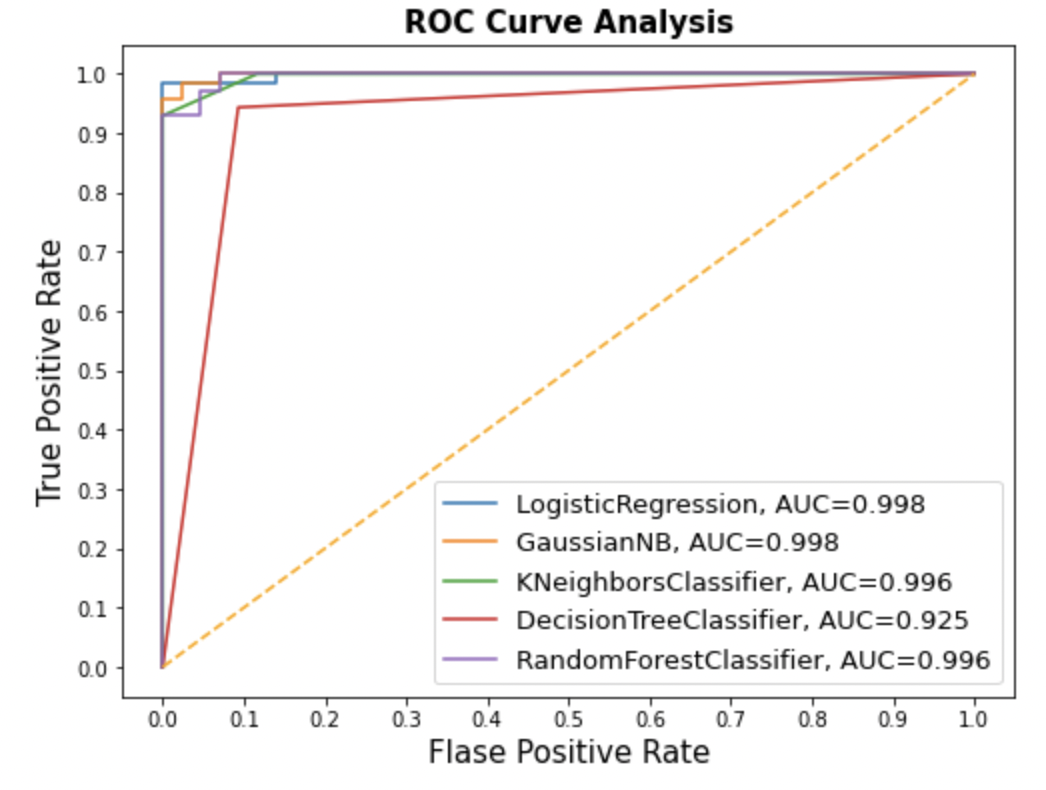 ROC Curve Analysis
1.0
0.9
0.8
0.7
0.6
0.5
0.4
0.3
0.2
0.1
0.0
True Positive Rate
LogisticRegression, AUC=0.998
GaussianNB, AUC=0.998
KNeighborsClassifier, AUC=0.996
DecisionTreeClassifier, AUC=0.925
RandomForestClassifier, AUC=0.996
0.0 0.1 0.2 0.3 0.4 0.5 0.6 0.7 0.8 0.9 1.0
Flase Positive Rate